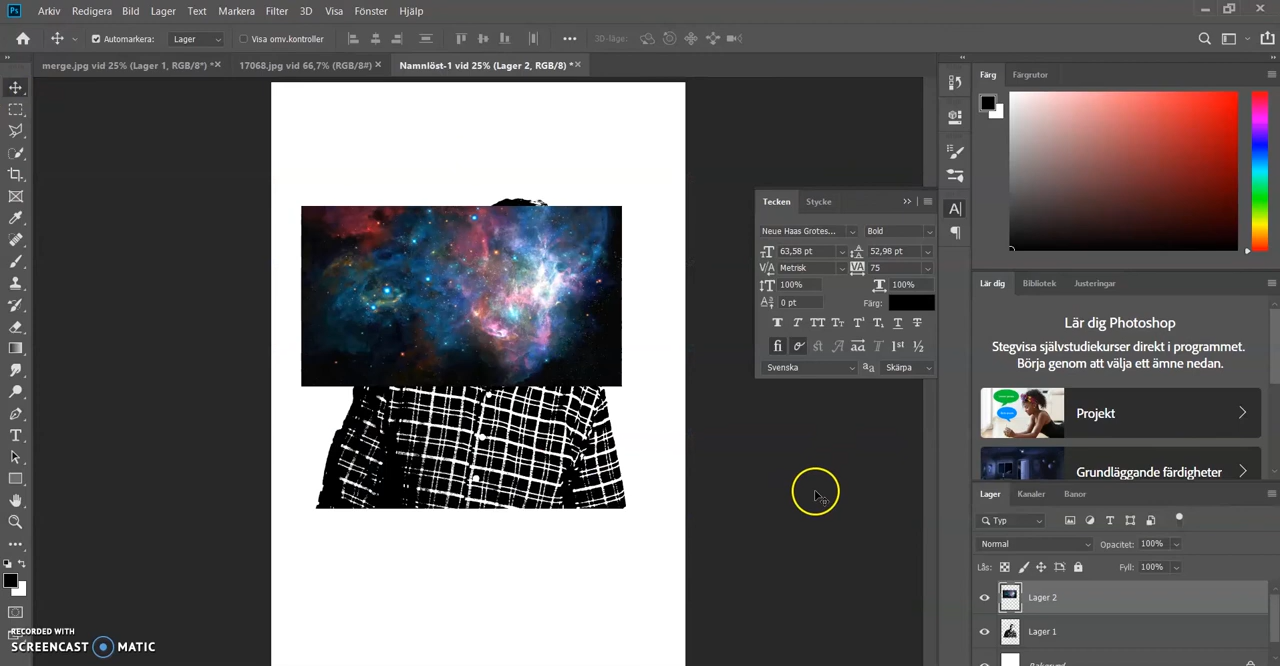 Ps Arkiv Redigera Bild Lager Text Markera Filter 3D Visa Fönster Hjälp
Automarkera: Lager Visa omv.kontroller 3D-läge:
merge.jpg vid 25% (Lager 1, RGB/8*) * 17068.jpg vid 66,7% (RGB/8#) Namnlöst-1 vid 25% (Lager 2, RGB/8) *
Färg Färgrutor
Tecken Stycke
Neue Haas Grotes... Bold
63,58 pt 52,98 pt
Metrisk 75
100% 100%
0 pt Färg:
Svenska Skärpa
Lär dig Bibliotek Justeringar
Lär dig Photoshop
Stegvisa självstudiekurser direkt i programmet.
Börja genom att välja ett ämne nedan.
Projekt
Grundläggande färdigheter
Lager Kanaler Banor
Typ
Normal Opacitet: 100%
Lås: Fyll: 100%
Lager 2
Lager 1
Bakgrund
RECORDED WITH
SCREENCAST MATIC